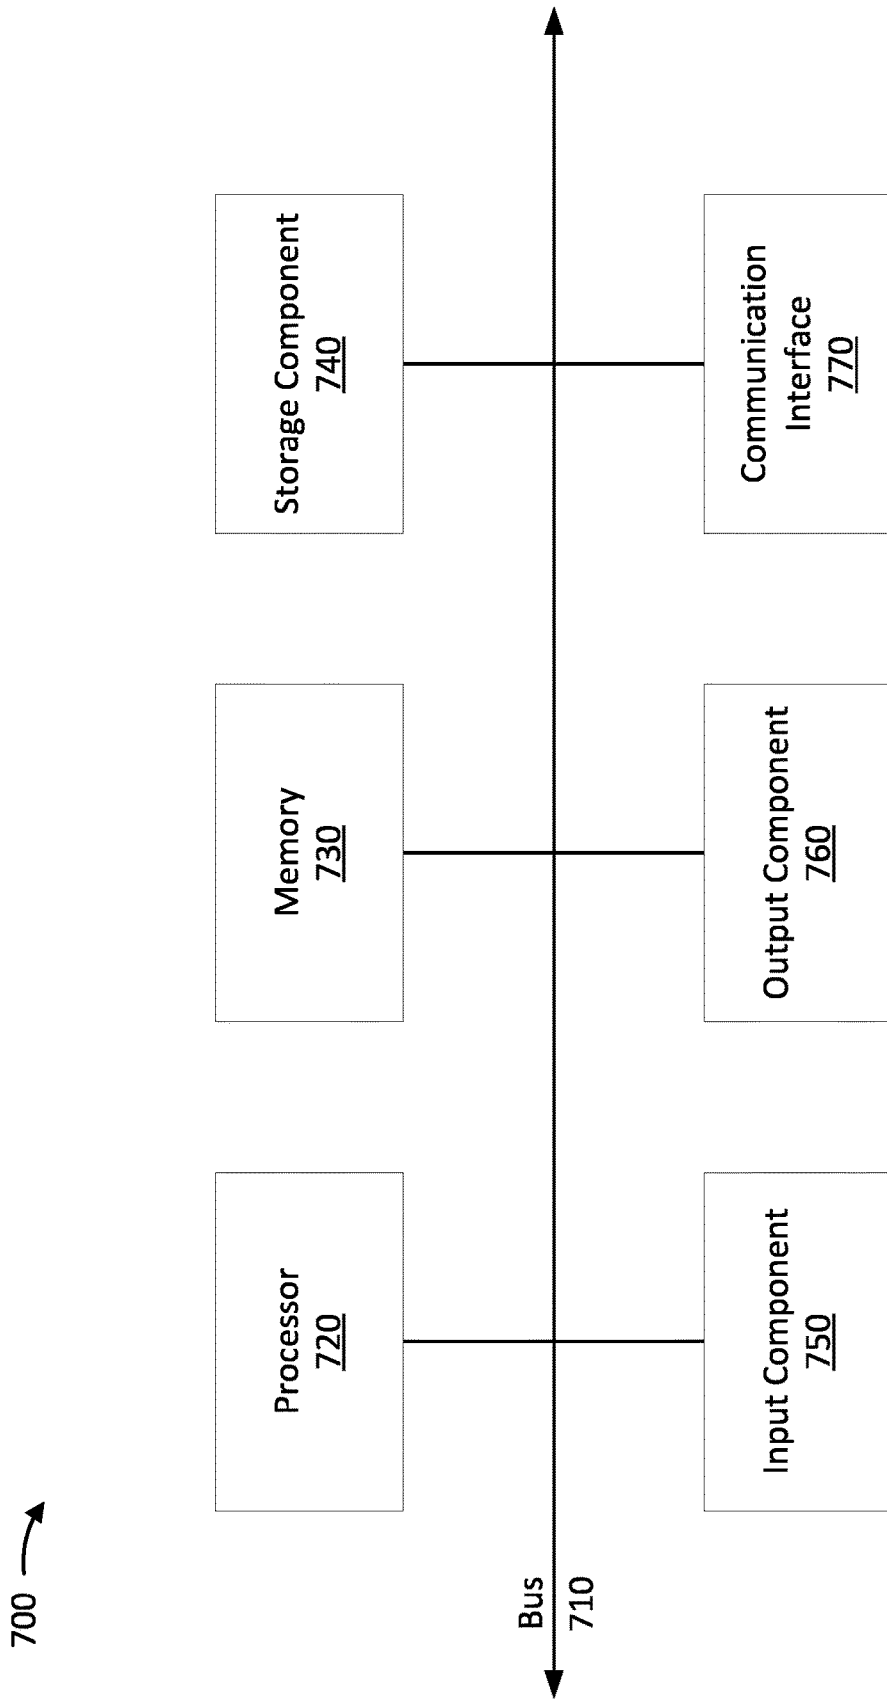 700
Processor
720
Memory
730
Storage Component
740
Bus
710
Input Component
750
Output Component
760
Communication
Interface
770